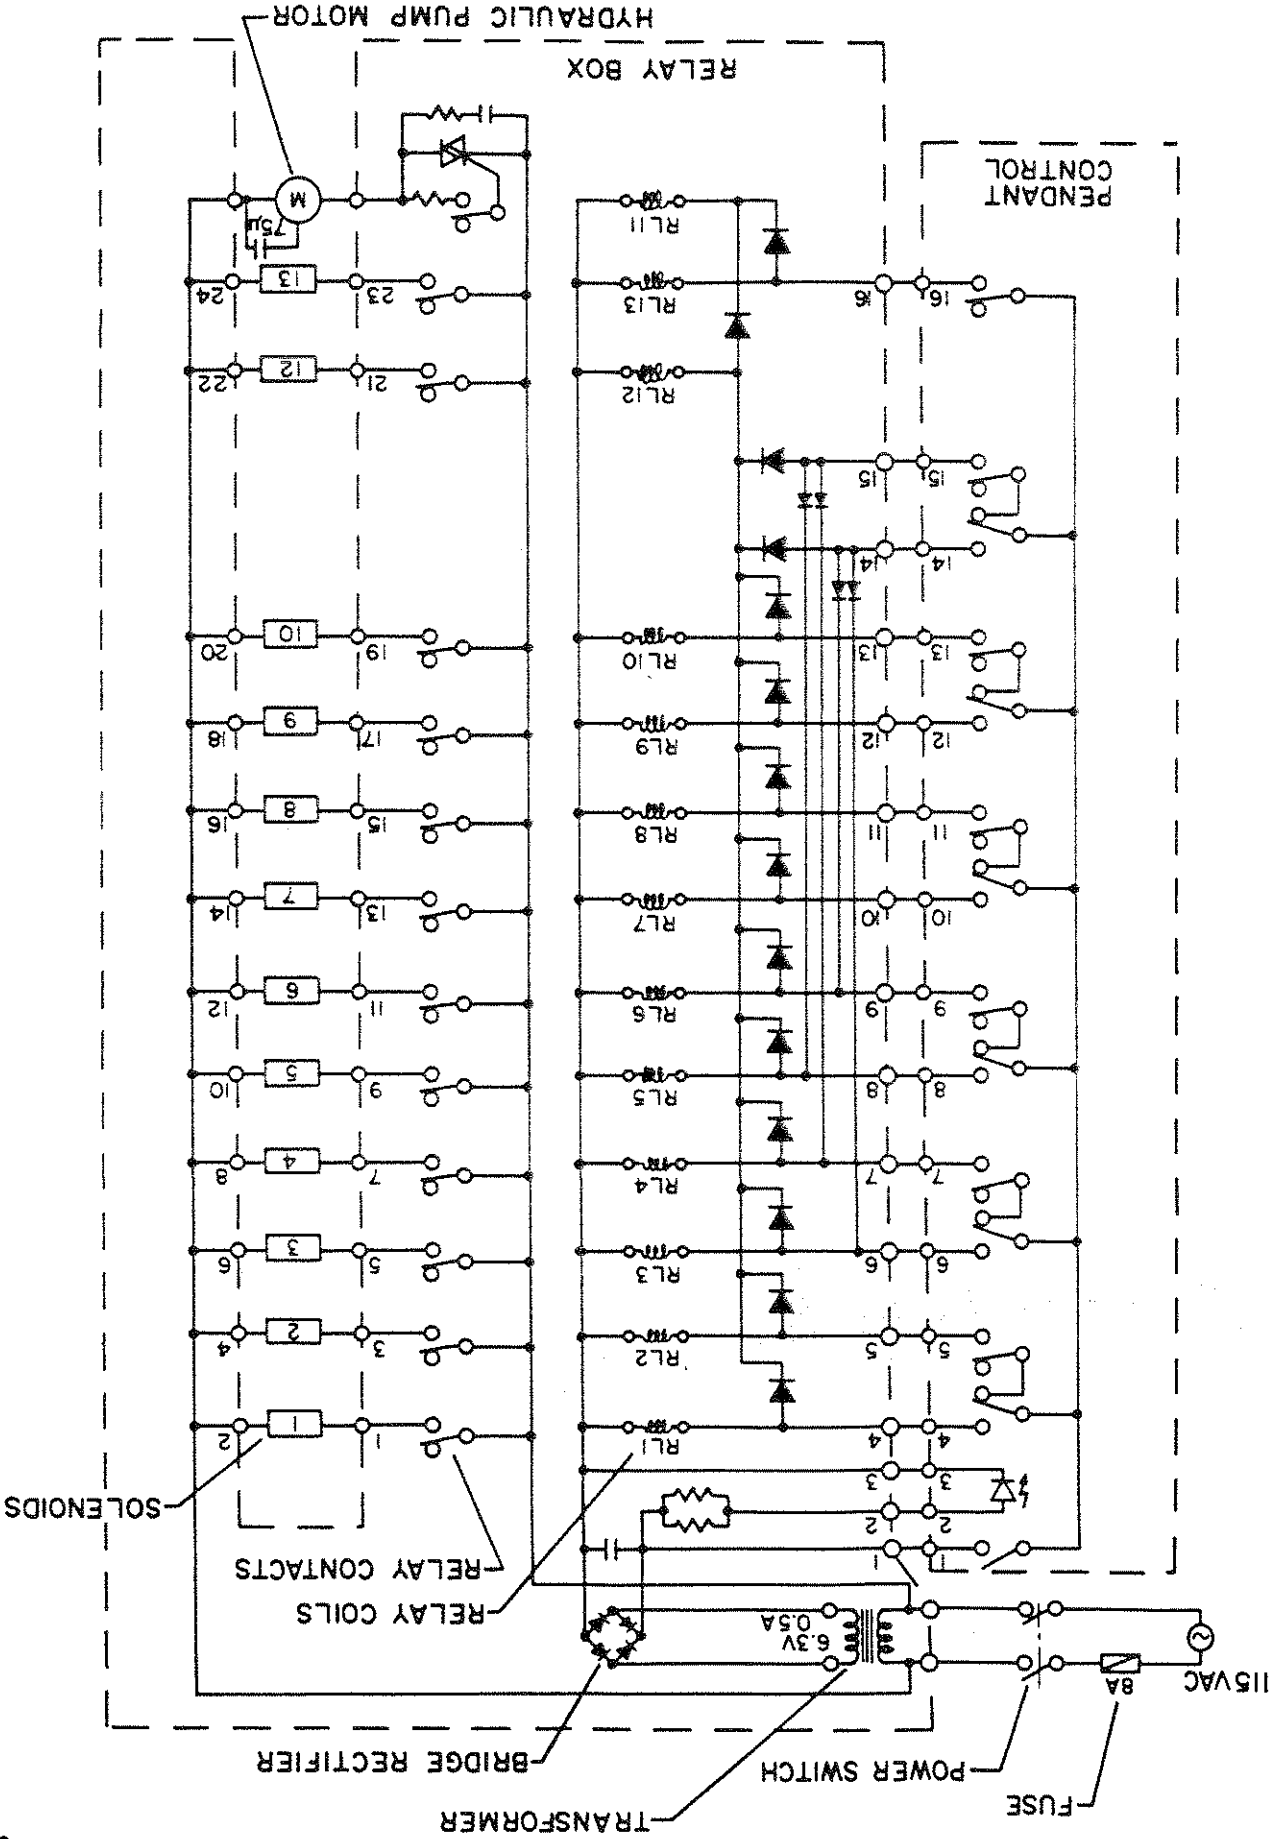 TRANSFORMER
FUSE
POWER SWITCH
BRIDGE RECTIFIER
115VAC
8A
6.3V
0.5A
RELAY COILS
RELAY CONTACTS
1 1
2 2
SOLENOIDS
3 3
4 4 RL1 1 1 2
5 5 RL2 3 2 4
6 6 RL3 5 3 6
7 7 RL4 7 4 8
8 8 RL5 9 5 10
9 9 RL6 11 6 12
10 10 RL7 13 7 14
11 11 RL8 15 8 16
12 12 RL9 17 9 18
13 13 RL10 19 10 20
14 14
15 15
RL12 21 12 22
16 16 RL13 23 13 24
RL11 75µ
M
PENDANT
CONTROL
RELAY BOX
HYDRAULIC PUMP MOTOR